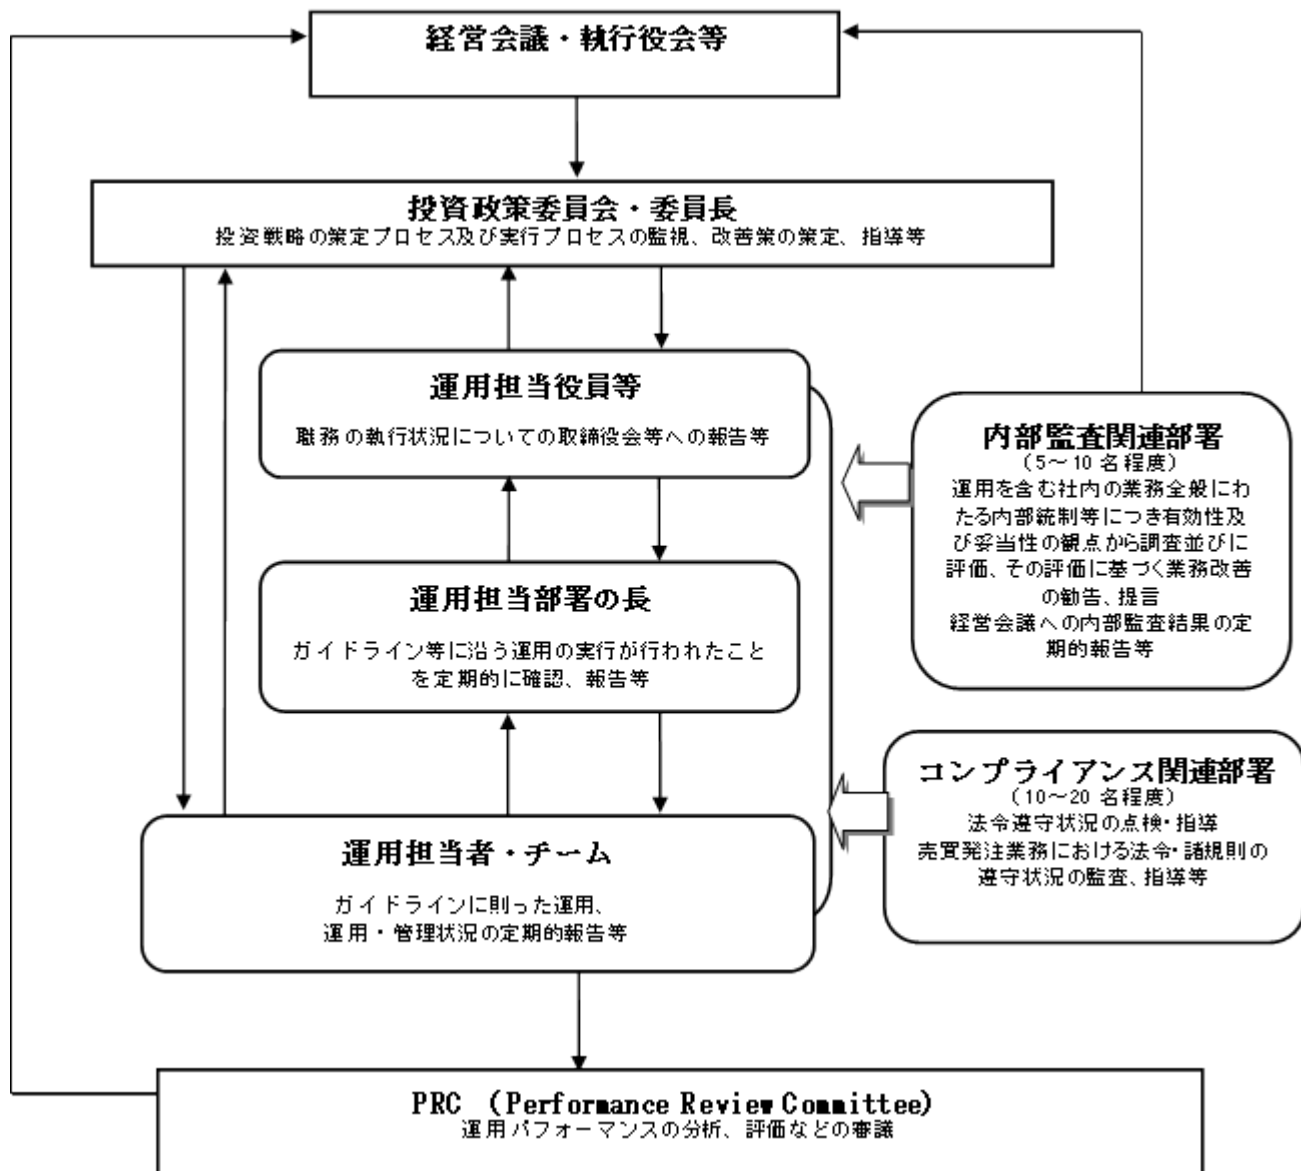 経営会議・執行役会等
投資政策委員会・委員長
投資戦略の策定プロセス及び実行プロセスの監視、改善策の策定、指導等
運用担当役員等
職務の執行状況についての取締役会等への報告等
運用担当部署の長
ガイドライン等に沿う運用の実行が行われたこと
を定期的に確認、報告等
運用担当者・チーム
ガイドラインに則った運用、
運用・管理状況の定期的報告等
内部監査関連部署
（5～10 名程度）
運用を含む社内の業務全般にわ
たる内部統制等につき有効性及
び妥当性の観点から調査並びに
評価、その評価に基づく業務改善
の勧告、提言
経営会議への内部監査結果の定
期的報告等
コンプライアンス関連部署
（10～20 名程度）
法令遵守状況の点検・指導
売買発注業務における法令・諸規則の
遵守状況の監査、指導等
PRC （Performance Review Committee)
運用パフォーマンスの分析、評価などの審議